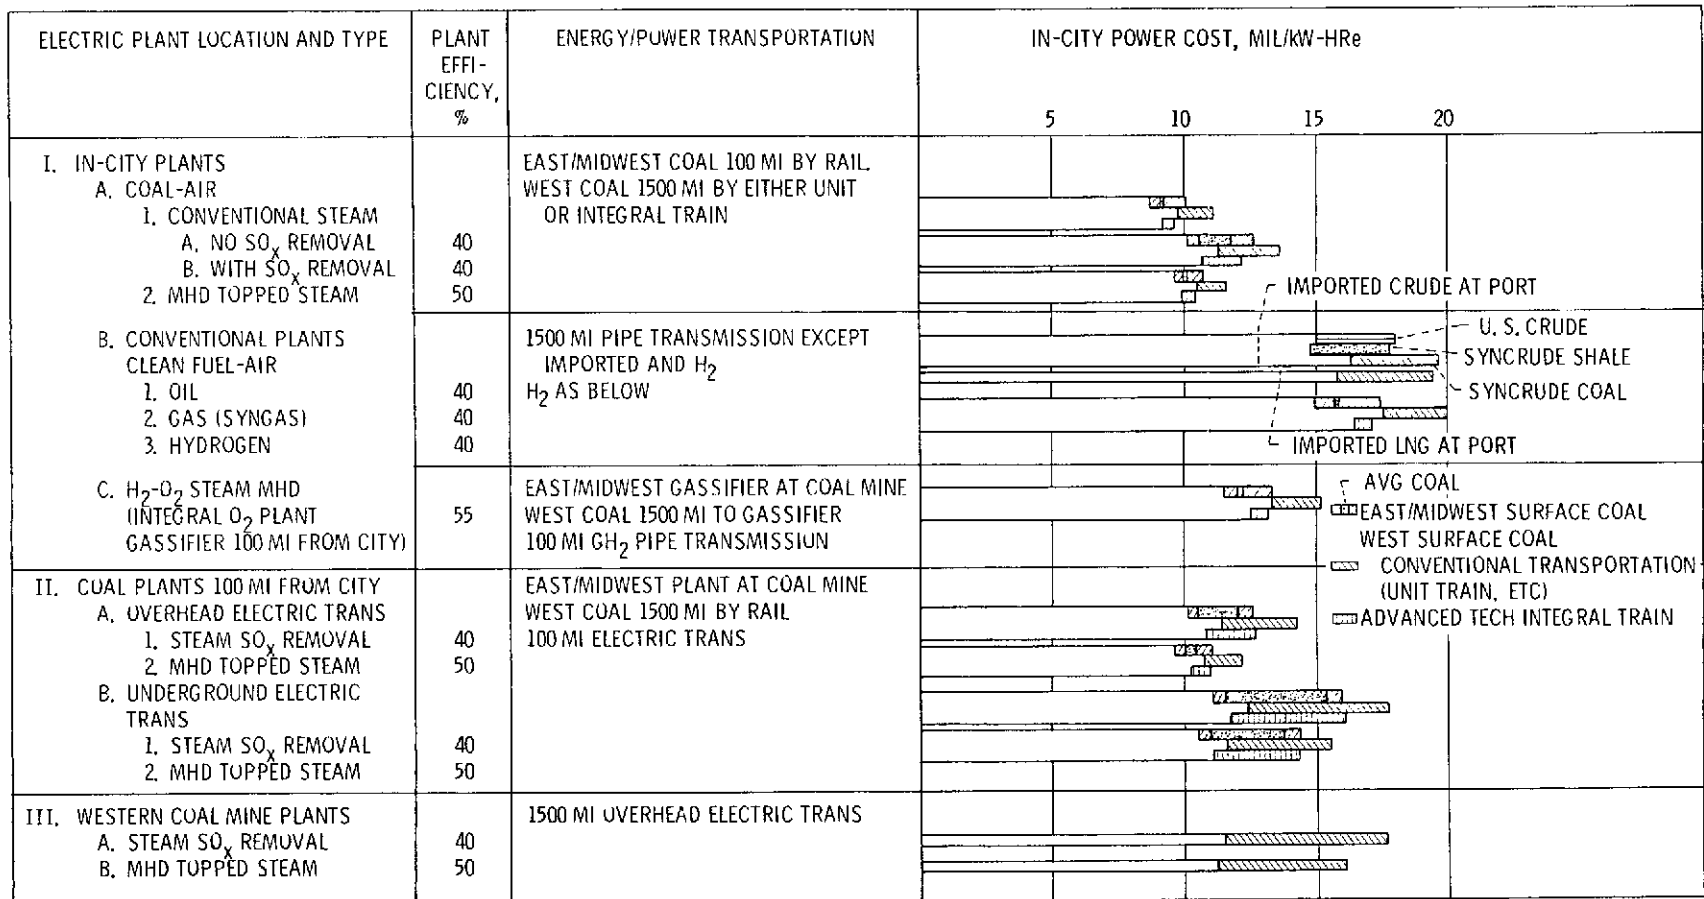 ELECTRIC PLANT LOCATION AND TYPE
PLANT
EFFI-
CIENCY,
%
ENERGY/POWER TRANSPORTATION
IN-CITY POWER COST, MIL/KW-HRe
5 10 15 20
I. IN-CITY PLANTS
A. COAL-AIR
1. CONVENTIONAL STEAM
A. NO SOx REMOVAL 40
B. WITH SOx REMOVAL 40
2. MHD TOPPED STEAM 50
EAST/MIDWEST COAL 100 MI BY RAIL
WEST COAL 1500 MI BY EITHER UNIT
OR INTEGRAL TRAIN
IMPORTED CRUDE AT PORT
B. CONVENTIONAL PLANTS
CLEAN FUEL-AIR
1. OIL 40
2. GAS (SYNGAS) 40
3. HYDROGEN 40
1500 MI PIPE TRANSMISSION EXCEPT
IMPORTED AND H2
H2 AS BELOW
U. S. CRUDE
SYNCRUDE SHALE
SYNCRUDE COAL
IMPORTED LNG AT PORT
C. H2-O2 STEAM MHD
(INTEGRAL O2 PLANT 55
GASSIFIER 100 MI FROM CITY)
EAST/MIDWEST GASSIFIER AT COAL MINE
WEST COAL 1500 MI TO GASSIFIER
100 MI GH2 PIPE TRANSMISSIUN
AVG COAL
EAST/MIDWEST SURFACE COAL
WEST SURFACE COAL
CONVENTIONAL TRANSPORTATION
(UNIT TRAIN, ETC)
ADVANCED TECH INTEGRAL TRAIN
II. COAL PLANTS 100 MI FROM CITY
A. OVERHEAD ELECTRIC TRANS
1. STEAM SOx REMOVAL 40
2. MHD TOPPED STEAM 50
B. UNDERGROUND ELECTRIC
TRANS
1. STEAM SOx REMOVAL 40
2. MHD TOPPED STEAM 50
EAST/MIDWEST PLANT AT COAL MINE
WEST COAL 1500 MI BY RAIL
100 MI ELECTRIC TRANS
III. WESTERN COAL MINE PLANTS
A. STEAM SOx REMOVAL 40
B. MHD TOPPED STEAM 50
1500 MI OVERHEAD ELECTRIC TRANS